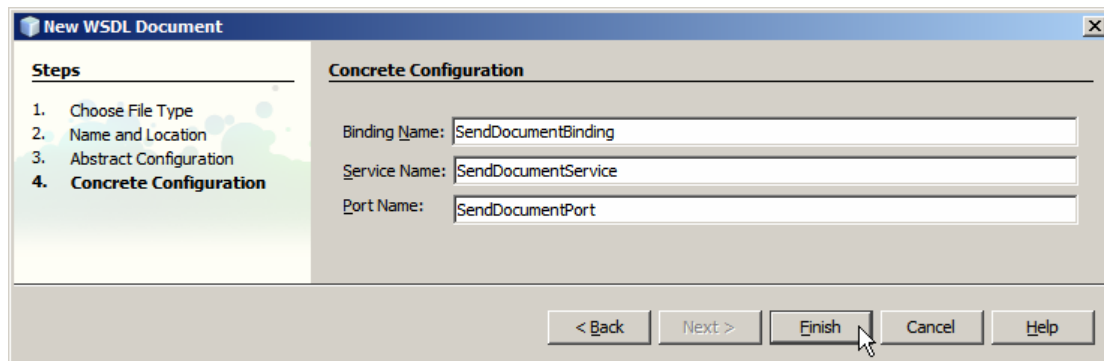 New WSDL Document
Steps
1. Choose File Type
2. Name and Location
3. Abstract Configuration
4. Concrete Configuration
Concrete Configuration
Binding Name: SendDocumentBinding
Service Name: SendDocumentService
Port Name: SendDocumentPort
< Back Next > Finish Cancel Help